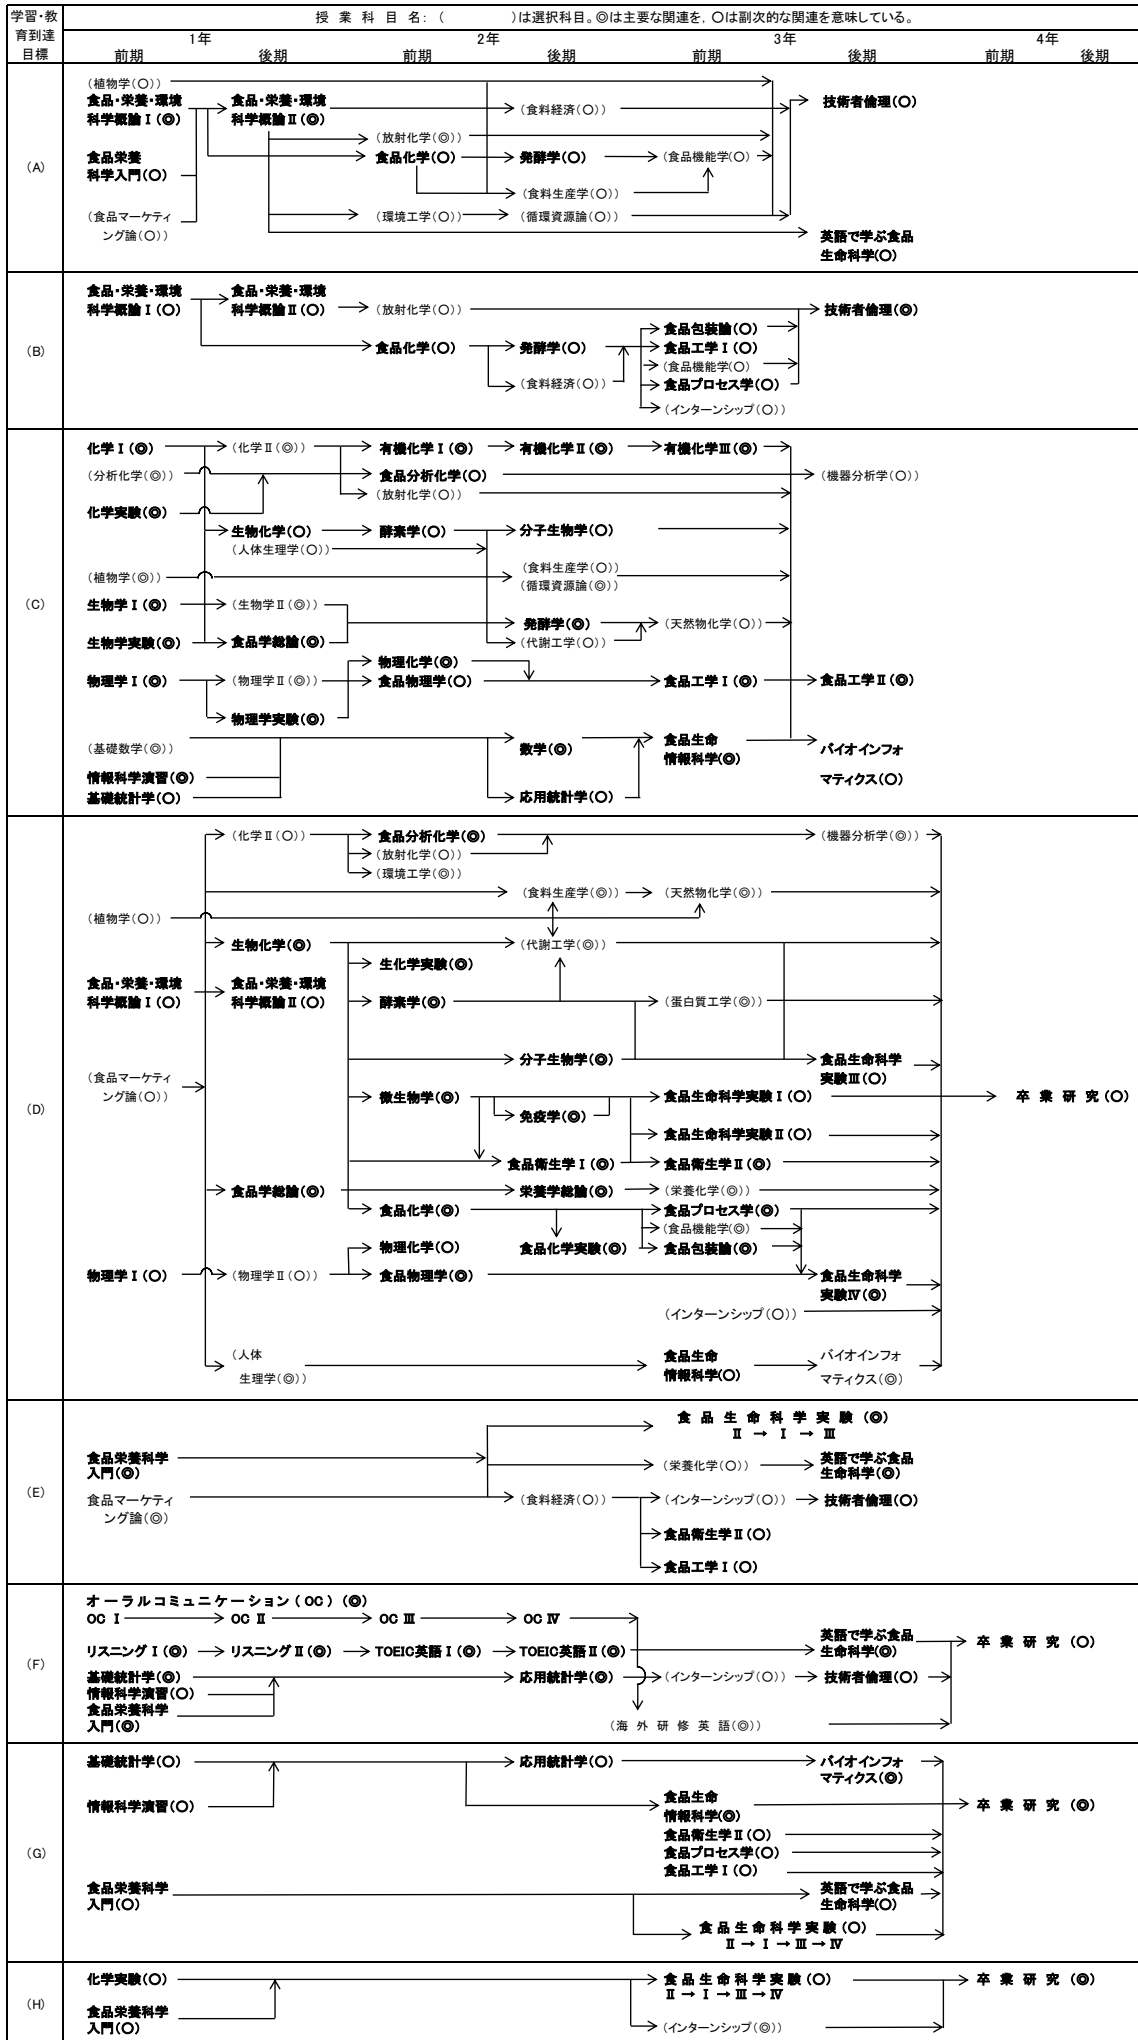 学習・教
育到達
目標
授 業 科 目 名：（　　　　）は選択科目。◎は主要な関連を，○は副次的な関連を意味している。
1年 2年 3年 4年
前期 後期 前期 後期 前期 後期 前期 後期
(A)
(植物学(○))
食品・栄養・環境 食品・栄養・環境
科学概論Ⅰ(◎) 科学概論Ⅱ(◎) (食料経済(○)) 技術者倫理(○)
(放射化学(◎))
食品栄養 食品化学(○) 発酵学(○) (食品機能学(○)
科学入門(○)
(食料生産学(○))
(食品マーケティ (環境工学(○)) (循環資源論(○))
ング論(○))
英語で学ぶ食品
生命科学(○)
(B)
食品・栄養・環境 食品・栄養・環境
科学概論Ⅰ(○) 科学概論Ⅱ(○) (放射化学(○)) 技術者倫理(◎)
食品包装論(○)
食品化学(○) 発酵学(○) 食品工学Ⅰ(○)
(食品機能学(○)
(食料経済(○)) 食品プロセス学(○)
(インターンシップ(○))
(C)
化学Ⅰ(◎) (化学Ⅱ(◎)) 有機化学Ⅰ(◎) 有機化学Ⅱ(◎) 有機化学Ⅲ(◎)
(分析化学(◎)) 食品分析化学(○) (機器分析学(○))
(放射化学(○))
化学実験(◎)
生物化学(○) 酵素学(○) 分子生物学(○)
(人体生理学(○))
(食料生産学(○))
(植物学(◎)) (循環資源論(◎))
生物学Ⅰ(◎) (生物学Ⅱ(◎))
発酵学(◎) (天然物化学(○))
生物学実験(◎) 食品学総論(◎) (代謝工学(○))
物理化学(◎)
物理学Ⅰ(◎) (物理学Ⅱ(◎)) 食品物理学(○) 食品工学Ⅰ(◎) 食品工学Ⅱ(◎)
物理学実験(◎)
(基礎数学(◎)) 数学(◎) 食品生命 バイオインフォ
情報科学(◎)
情報科学演習(◎) マティクス(○)
基礎統計学(○) 応用統計学(○)
(D)
(化学Ⅱ(○)) 食品分析化学(◎) (機器分析学(◎))
(放射化学(○))
(環境工学(◎))
(食料生産学(◎)) (天然物化学(◎))
(植物学(○))
生物化学(◎) (代謝工学(◎))
生化学実験(◎)
食品・栄養・環境 食品・栄養・環境
科学概論Ⅰ(○) 科学概論Ⅱ(○) 酵素学(◎) (蛋白質工学(◎))
分子生物学(◎) 食品生命科学
実験Ⅲ(○)
(食品マーケティ
ング論(○)) 微生物学(◎) 食品生命科学実験Ⅰ(○) 卒 業 研 究(○)
免疫学(◎)
食品生命科学実験Ⅱ(○)
食品衛生学Ⅰ(◎) 食品衛生学Ⅱ(◎)
食品学総論(◎) 栄養学総論(◎) (栄養化学(◎))
食品化学(◎) 食品プロセス学(◎)
(食品機能学(◎)
物理化学(○) 食品化学実験(◎) 食品包装論(◎)
物理学Ⅰ(○) (物理学Ⅱ(○)) 食品物理学(◎) 食品生命科学
実験Ⅳ(◎)
(インターンシップ(○))
(人体 食品生命 バイオインフォ
生理学(◎)) 情報科学(○) マティクス(◎)
(E)
食 品 生 命 科 学 実 験 (◎)
Ⅱ → Ⅰ → Ⅲ
食品栄養科学 (栄養化学(○)) 英語で学ぶ食品
入門(◎) 生命科学(◎)
食品マーケティ (食料経済(○)) (インターンシップ(○)) 技術者倫理(○)
ング論(◎)
食品衛生学Ⅱ(○)
食品工学Ⅰ(○)
(F)
オーラルコミュニケーション(OC)(◎)
OC Ⅰ OC Ⅱ OC Ⅲ OC Ⅳ
英語で学ぶ食品
リスニングⅠ(◎) リスニングⅡ(◎) TOEIC英語Ⅰ(◎) TOEIC英語Ⅱ(◎) 生命科学(◎) 卒 業 研 究 (○)
基礎統計学(◎) 応用統計学(◎) (インターンシップ(○)) 技術者倫理(○)
情報科学演習(○)
食品栄養科学
入門(◎) (海 外 研 修 英 語(◎))
(G)
基礎統計学(○) 応用統計学(○) バイオインフォ
マティクス(◎)
情報科学演習(○) 食品生命 卒 業 研 究 (◎)
情報科学(◎)
食品衛生学Ⅱ(○)
食品プロセス学(○)
食品工学Ⅰ(○)
食品栄養科学 英語で学ぶ食品
入門(○) 生命科学(○)
食 品 生 命 科 学 実 験 (○)
Ⅱ → Ⅰ → Ⅲ → Ⅳ
(H)
化学実験(○) 食 品 生 命 科 学 実 験 (○) 卒 業 研 究 (◎)
Ⅱ → Ⅰ → Ⅲ → Ⅳ
食品栄養科学
入門(○) (インターンシップ(◎))